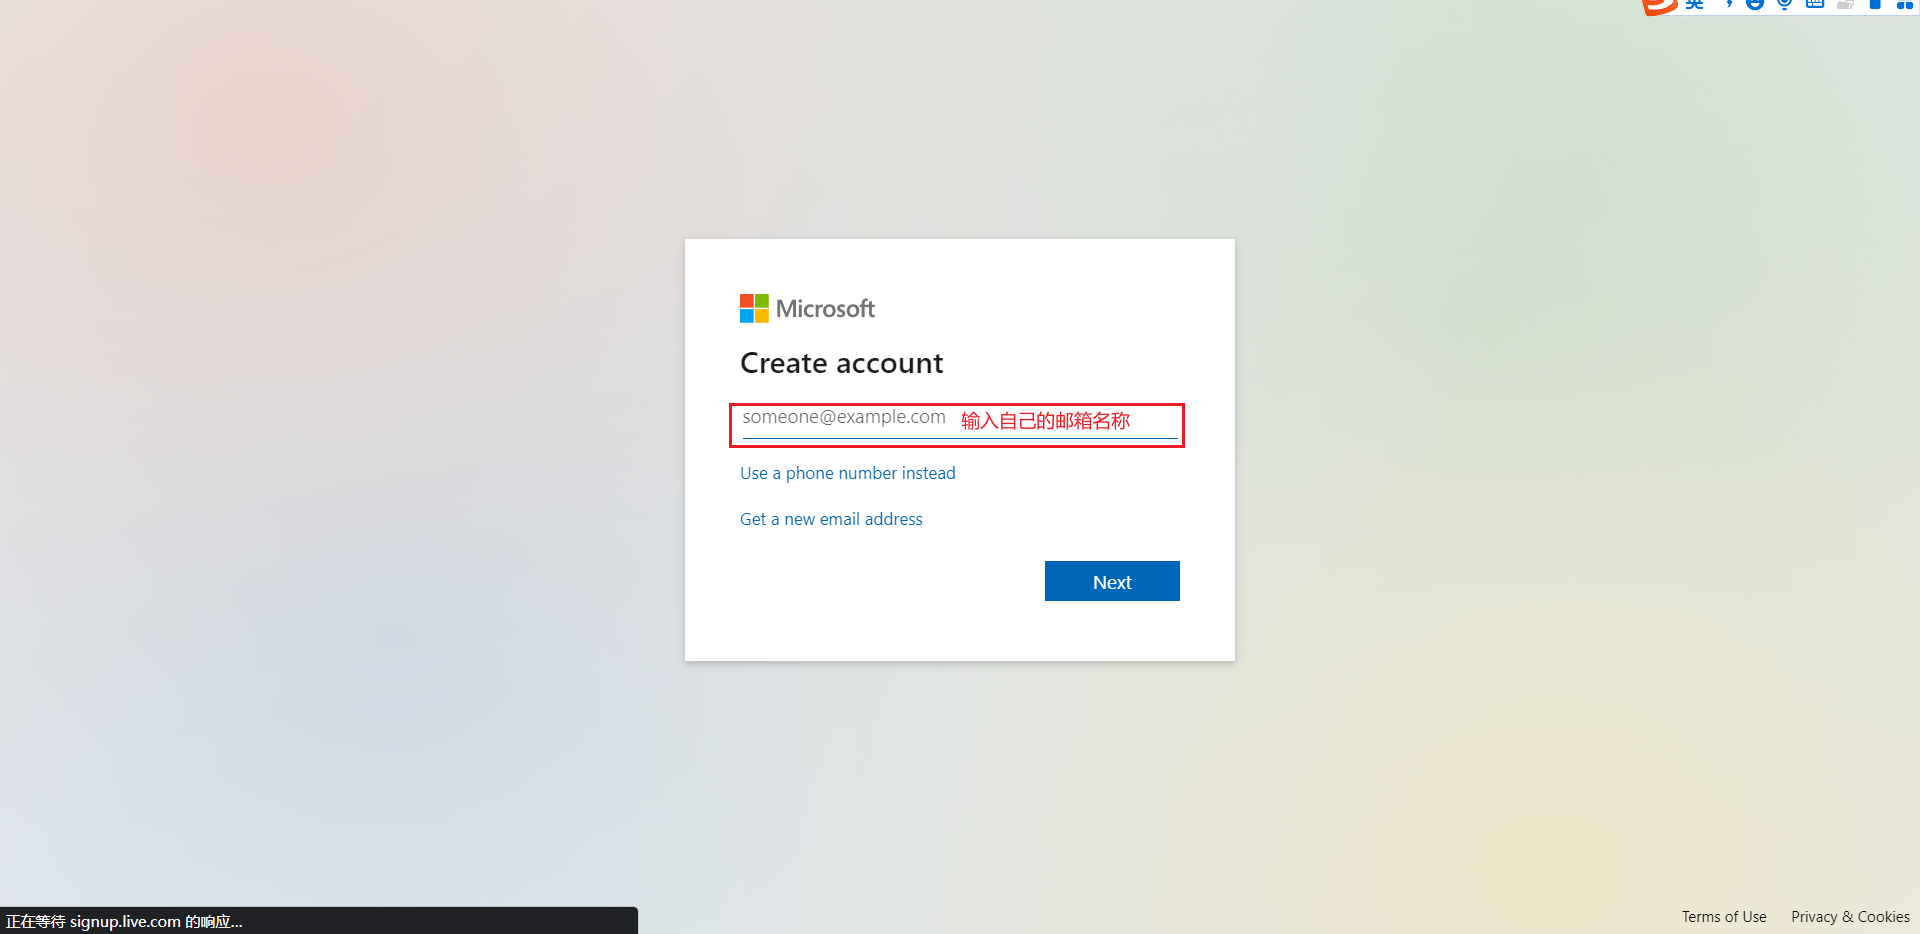 英
Microsoft
Create account
someone@example.com 输入自己的邮箱名称
Use a phone number instead
Get a new email address
Next
正在等待 signup.live.com 的响应...
Terms of Use Privacy & Cookies